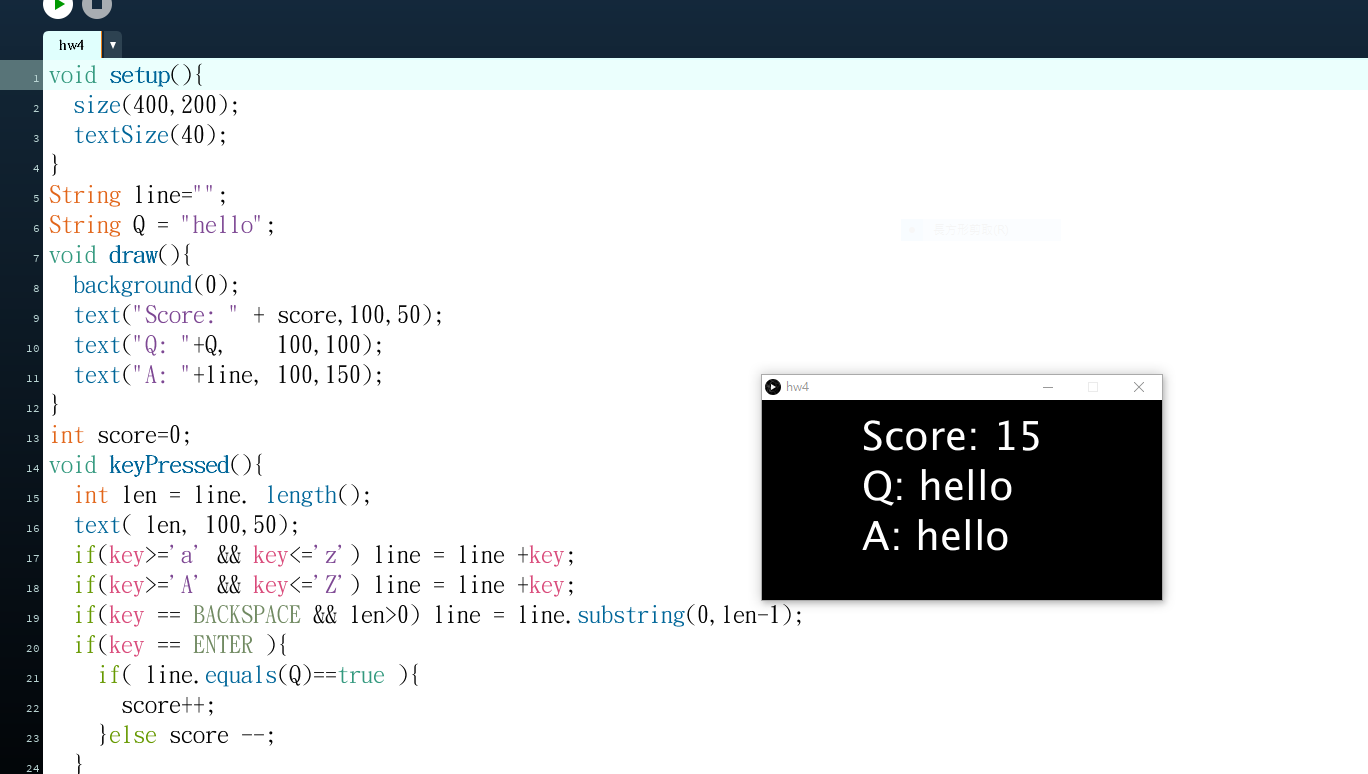 hw4 ▼
1 void setup(){
2 size(400,200);
3 textSize(40);
4 }
5 String line="";
6 String Q = "hello";
7 void draw(){
8 background(0);
9 text("Score: " + score,100,50);
10 text("Q: "+Q, 100,100);
11 text("A: "+line, 100,150);
12 }
13 int score=0;
14 void keyPressed(){
15 int len = line. length();
16 text( len, 100,50);
17 if(key>='a' && key<='z') line = line +key;
18 if(key>='A' && key<='Z') line = line +key;
19 if(key == BACKSPACE && len>0) line = line.substring(0,len-1);
20 if(key == ENTER ){
21 if( line.equals(Q)==true ){
22 score++;
23 }else score --;
24 }
hw4
Score: 15
Q: hello
A: hello